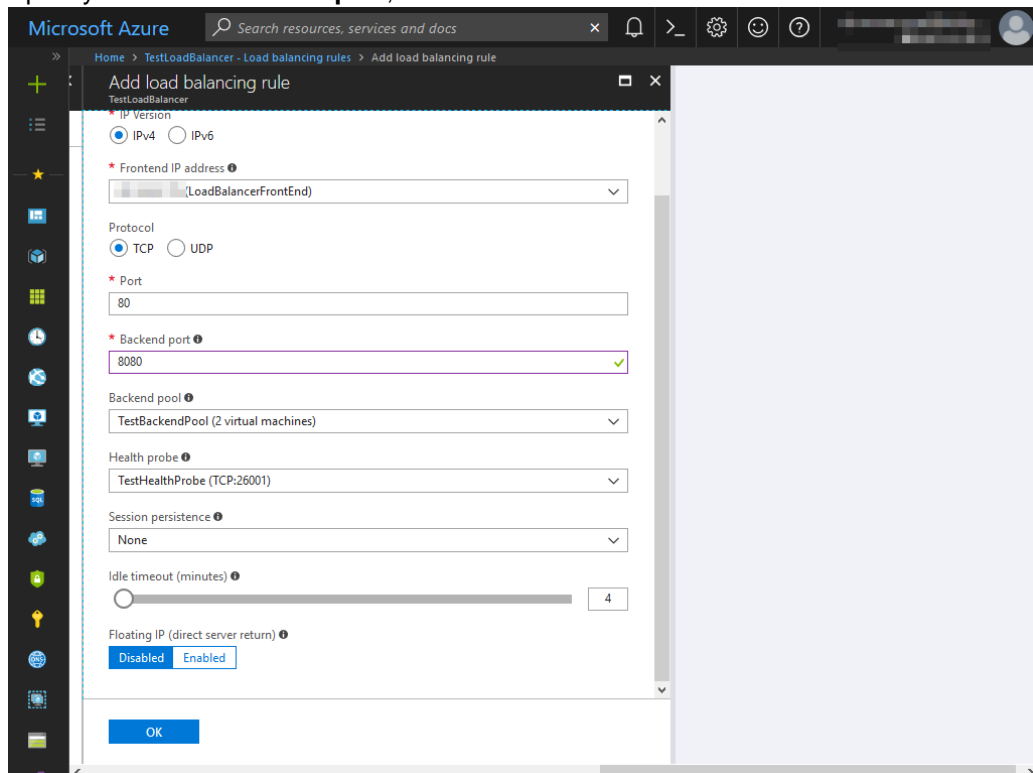 Microsoft Azure
Search resources, services and docs
Home > TestLoadBalancer - Load balancing rules > Add load balancing rule
Add load balancing rule
TestLoadBalancer
* IP Version
IPv4 IPv6
* Frontend IP address
(LoadBalancerFrontEnd)
Protocol
TCP UDP
* Port
80
* Backend port
8080
Backend pool
TestBackendPool (2 virtual machines)
Health probe
TestHealthProbe (TCP:26001)
Session persistence
None
Idle timeout (minutes)
4
Floating IP (direct server return)
Disabled Enabled
OK